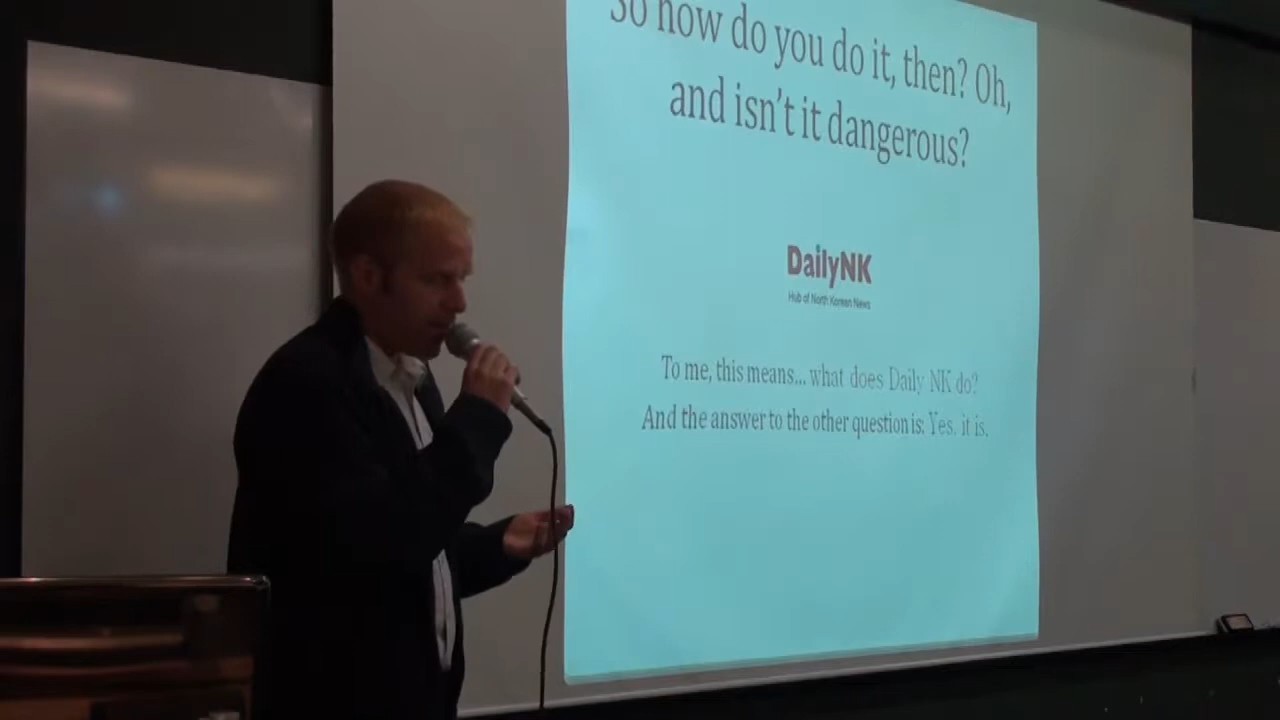 So how do you do it, then? Oh,
and isn't it dangerous?
DailyNK
Hub of North Korean News
To me, this means... what does Daily NK do?
And the answer to the other question is: Yes, it is.